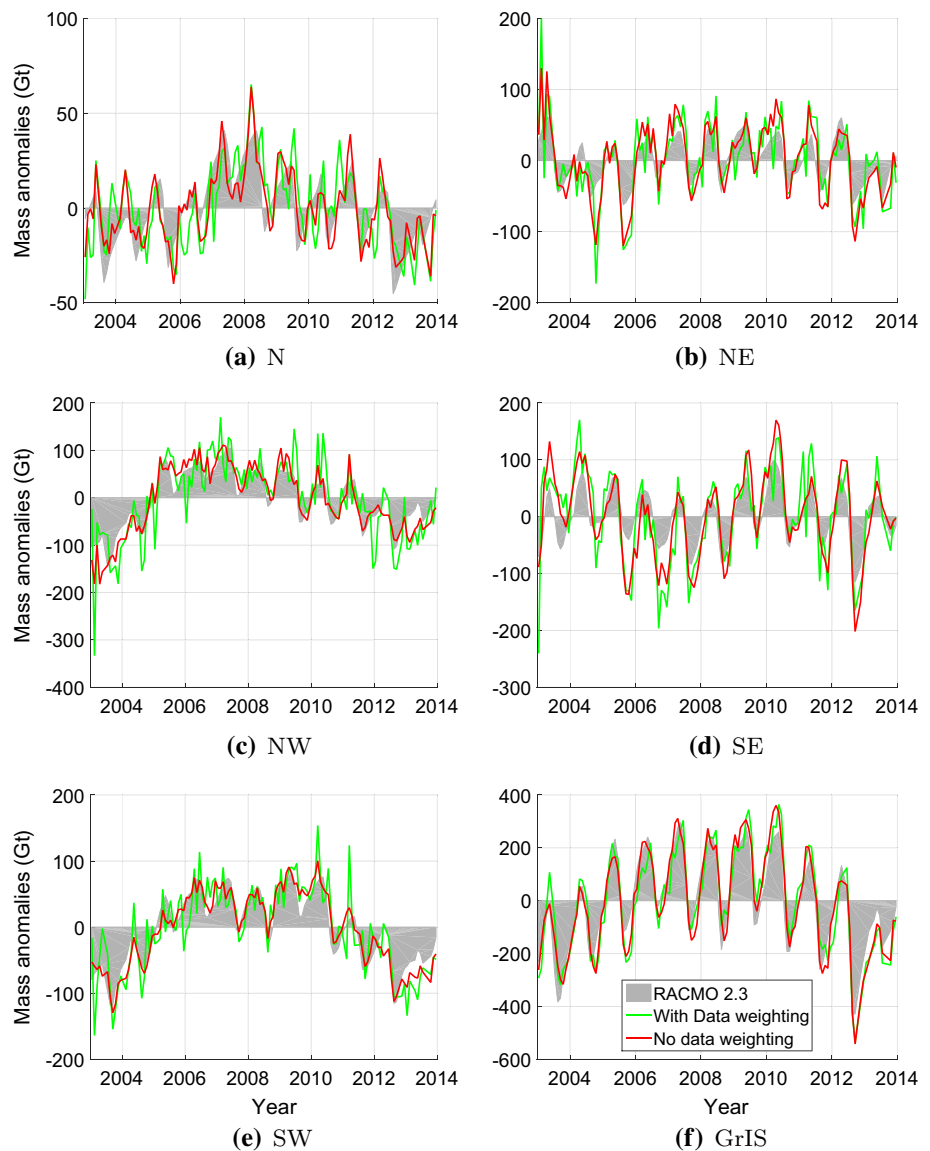 Mass anomalies (Gt)
100
50
0
-50
2004 2006 2008 2010 2012 2014
(a) N
200
100
0
-100
-200
2004 2006 2008 2010 2012 2014
(b) NE
Mass anomalies (Gt)
200
100
0
-100
-200
-300
-400
2004 2006 2008 2010 2012 2014
(c) NW
200
100
0
-100
-200
-300
2004 2006 2008 2010 2012 2014
(d) SE
Mass anomalies (Gt)
200
100
0
-100
-200
2004 2006 2008 2010 2012 2014
Year
(e) SW
400
200
0
-200
-400
-600
RACMO 2.3
With Data weighting
No data weighting
2004 2006 2008 2010 2012 2014
Year
(f) GrIS